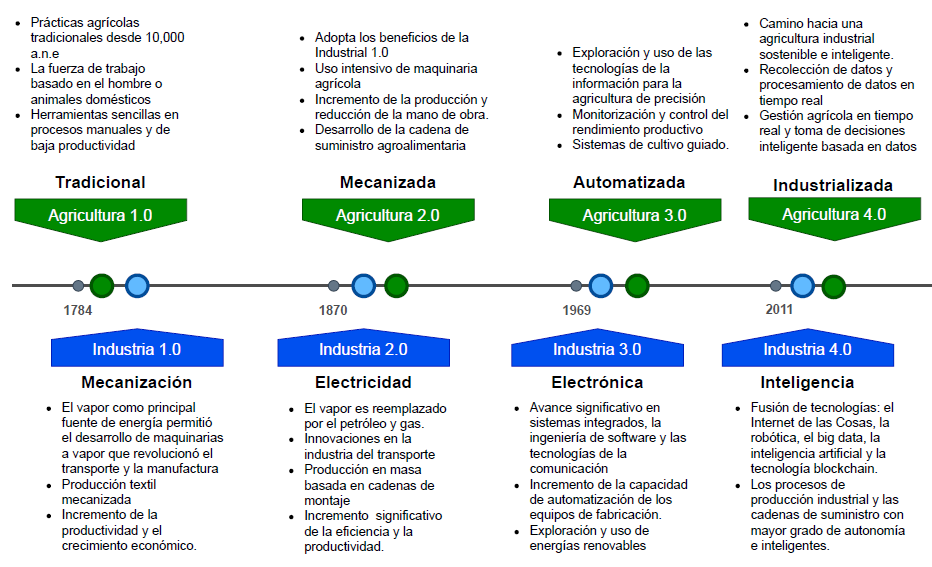 • Prácticas agrícolas
tradicionales desde 10,000
a.n.e
• La fuerza de trabajo
basado en el hombre o
animales domésticos
• Herramientas sencillas en
procesos manuales y de
baja productividad
Tradicional
Agricultura 1.0
• Adopta los beneficios de la
Industrial 1.0
• Uso intensivo de maquinaria
agrícola
• Incremento de la producción y
reducción de la mano de obra.
• Desarrollo de la cadena de
suministro agroalimentaria
Mecanizada
Agricultura 2.0
• Exploración y uso de las
tecnologías de la
información para la
agricultura de precisión
• Monitorización y control del
rendimiento productivo
• Sistemas de cultivo guiado.
Automatizada
Agricultura 3.0
• Camino hacia una
agricultura industrial
sostenible e inteligente.
• Recolección de datos y
procesamiento de datos en
tiempo real
• Gestión agrícola en tiempo
real y toma de decisiones
inteligente basada en datos
Industrializada
Agricultura 4.0
1784
1870
1969
2011
Industria 1.0
Mecanización
• El vapor como principal
fuente de energía permitió
el desarrollo de maquinarias
a vapor que revolucionó el
transporte y la manufactura
• Producción textil
mecanizada
• Incremento de la
productividad y el
crecimiento económico.
Industria 2.0
Electricidad
• El vapor es reemplazado
por el petróleo y gas.
• Innovaciones en la
industria del transporte
• Producción en masa
basada en cadenas de
montaje
• Incremento significativo
de la eficiencia y la
productividad.
Industria 3.0
Electrónica
• Avance significativo en
sistemas integrados, la
ingeniería de software y las
tecnologías de la
comunicación
• Incremento de la capacidad
de automatización de los
equipos de fabricación.
• Exploración y uso de
energías renovables
Industria 4.0
Inteligencia
• Fusión de tecnologías: el
Internet de las Cosas, la
robótica, el big data, la
inteligencia artificial y la
tecnología blockchain.
• Los procesos de
producción industrial y las
cadenas de suministro con
mayor grado de autonomía
e inteligentes.